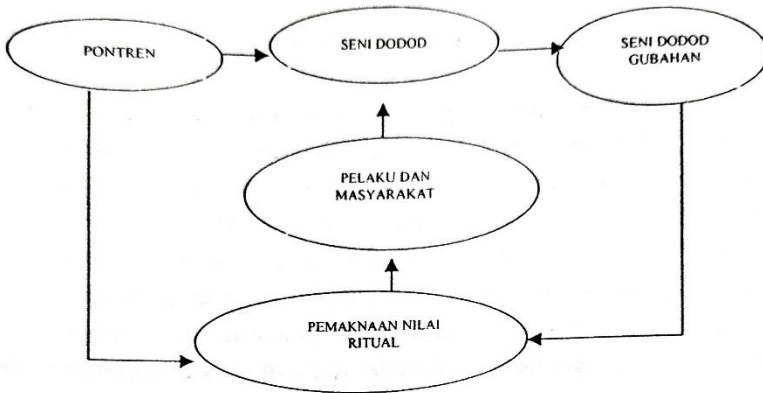 PONTREN
SENI DODOD
SENI DODOD
GUBAHAN
PELAKU DAN
MASYARAKAT
PEMAKNAAN NILAI
RITUAL